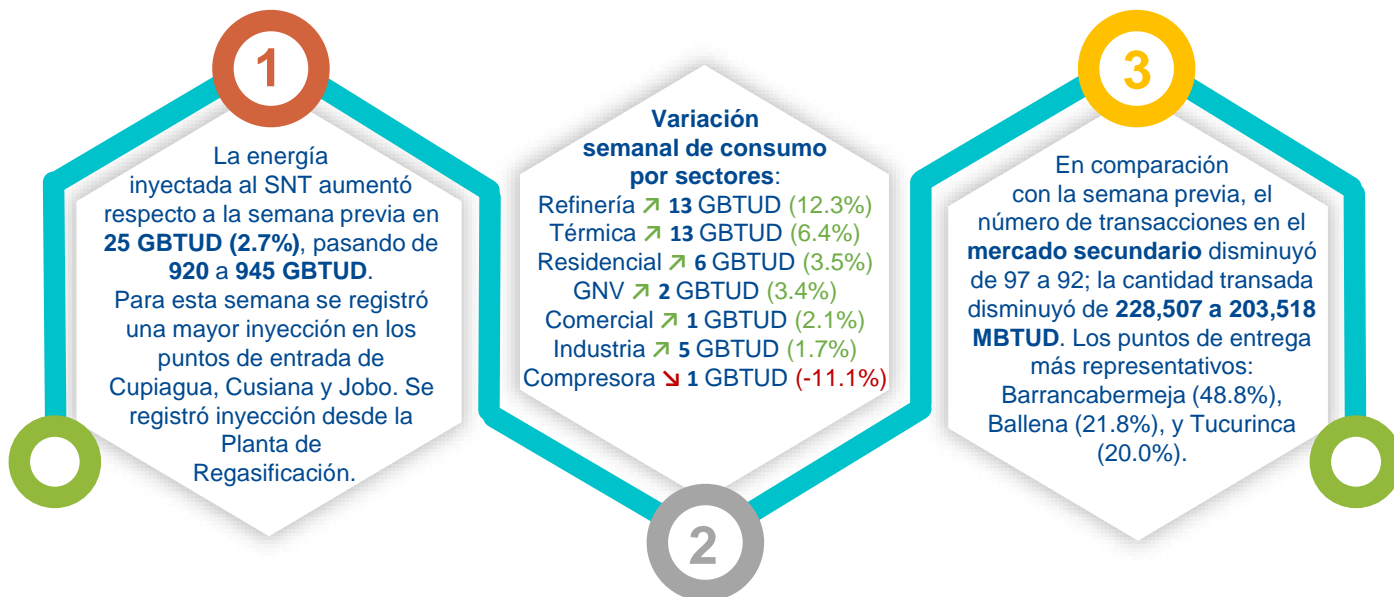 1
La energía
inyectada al SNT aumentó
respecto a la semana previa en
25 GBTUD (2.7%), pasando de
920 a 945 GBTUD.
Para esta semana se registró
una mayor inyección en los
puntos de entrada de
Cupiagua, Cusiana y Jobo. Se
registró inyección desde la
Planta de
Regasificación.
Variación
semanal de consumo
por sectores:
Refinería ↗ 13 GBTUD (12.3%)
Térmica ↗ 13 GBTUD (6.4%)
Residencial ↗ 6 GBTUD (3.5%)
GNV ↗ 2 GBTUD (3.4%)
Comercial ↗ 1 GBTUD (2.1%)
Industria ↗ 5 GBTUD (1.7%)
Compresora ↘ 1 GBTUD (-11.1%)
2
3
En comparación
con la semana previa, el
número de transacciones en el
mercado secundario disminuyó
de 97 a 92; la cantidad transada
disminuyó de 228,507 a 203,518
MBTUD. Los puntos de entrega
más representativos:
Barrancabermeja (48.8%),
Ballena (21.8%), y Tucurinca
(20.0%).